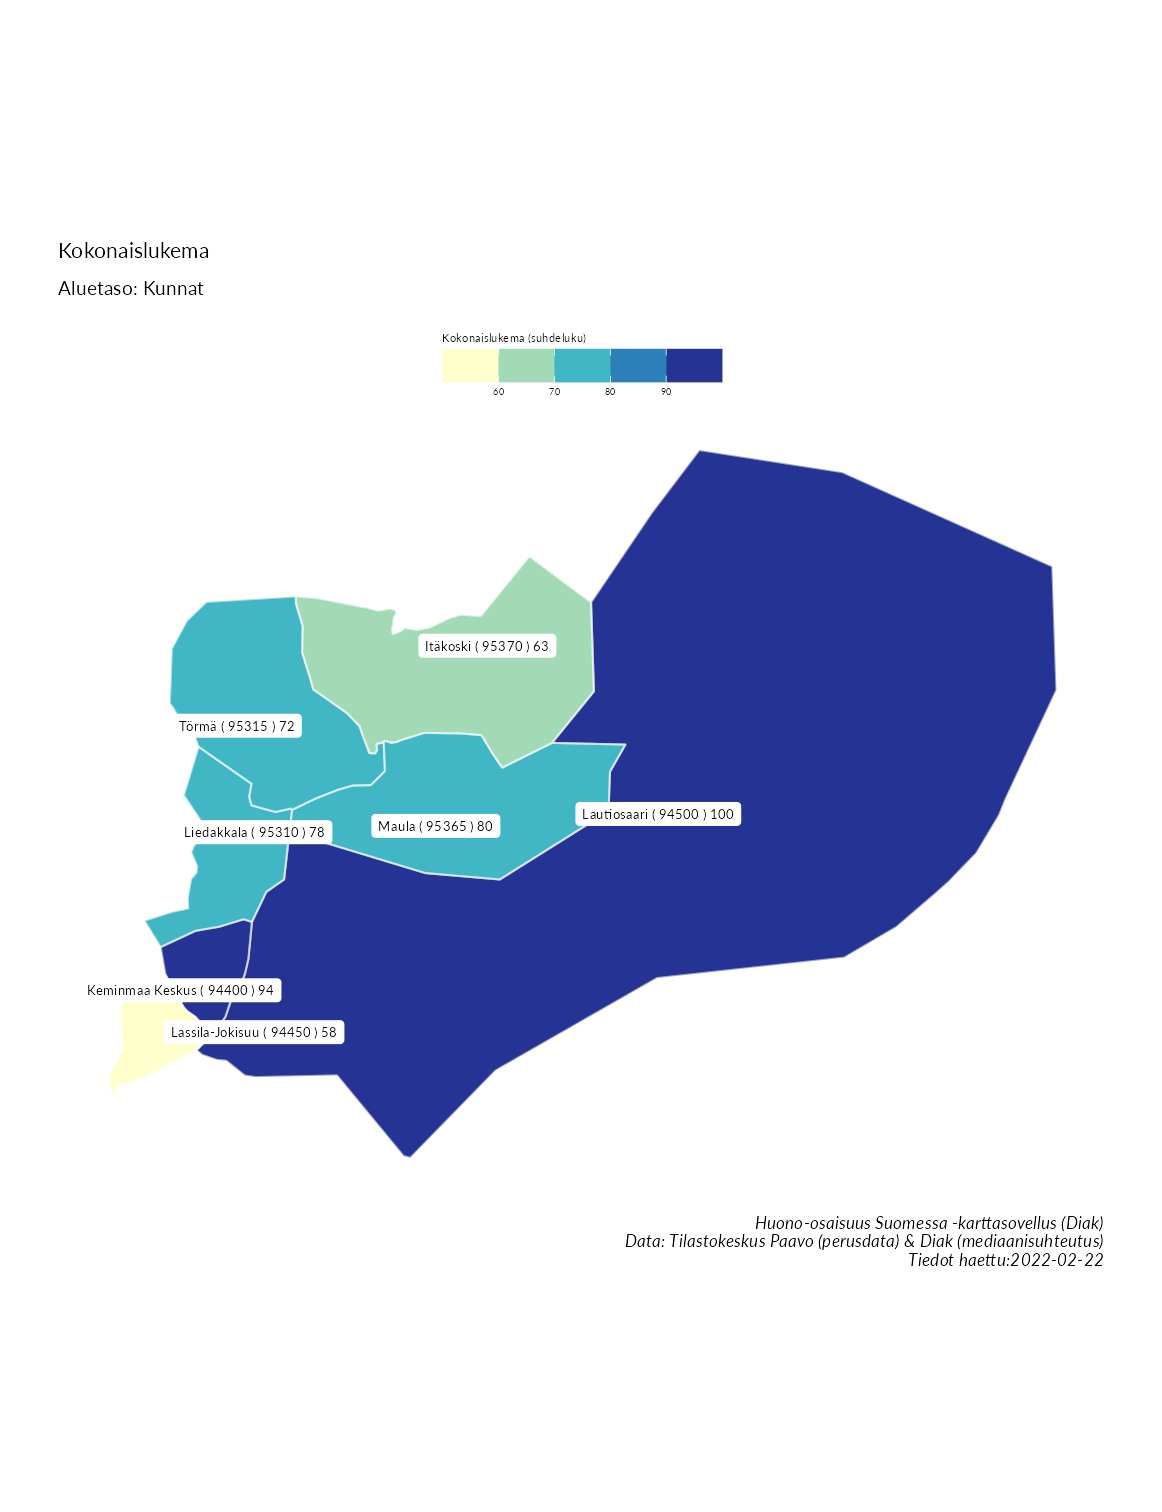 Kokonaislukema
Aluetaso: Kunnat
Kokonaislukema (suhdeluku)
60 70 80 90
Itäkoski ( 95370 ) 63
Törmä ( 95315 ) 72
Lautiosaari ( 94500 ) 100
Maula ( 95365 ) 80
Liedakkala ( 95310 ) 78
Keminmaa Keskus ( 94400 ) 94
Lassila-Jokisuu ( 94450 ) 58
Huono-osaisuus Suomessa -karttasovellus (Diak)
Data: Tilastokeskus Paavo (perusdata) & Diak (mediaanisuhteutus)
Tiedot haettu:2022-02-22